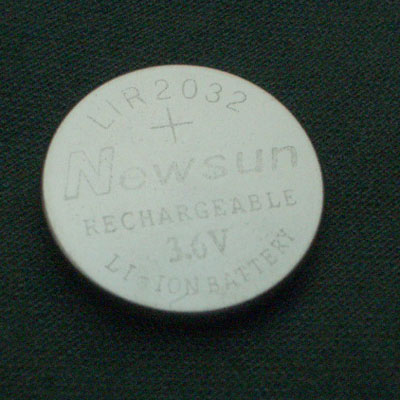 LIR2032
+
Newsun
RECHARGEABLE
3.6V
LI-ION BATTERY